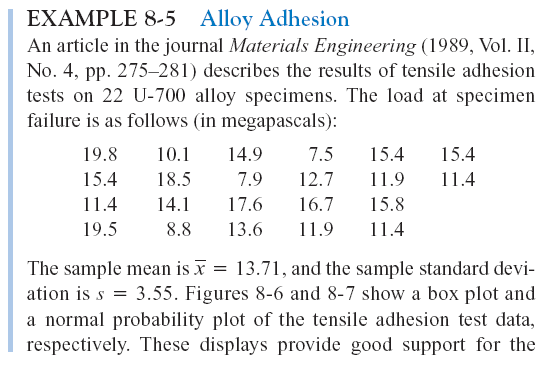 EXAMPLE 8-5 Alloy Adhesion
An article in the journal Materials Engineering (1989, Vol. II,
No. 4, pp. 275–281) describes the results of tensile adhesion
tests on 22 U-700 alloy specimens. The load at specimen
failure is as follows (in megapascals):
19.8 10.1 14.9 7.5 15.4 15.4
15.4 18.5 7.9 12.7 11.9 11.4
11.4 14.1 17.6 16.7 15.8
19.5 8.8 13.6 11.9 11.4
The sample mean is x̄ = 13.71, and the sample standard devi-
ation is s = 3.55. Figures 8-6 and 8-7 show a box plot and
a normal probability plot of the tensile adhesion test data,
respectively. These displays provide good support for the